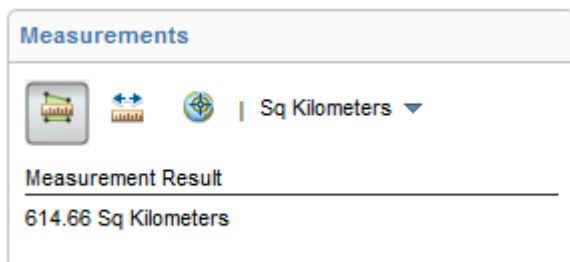 Measurements
| Sq Kilometers
Measurement Result
614.66 Sq Kilometers